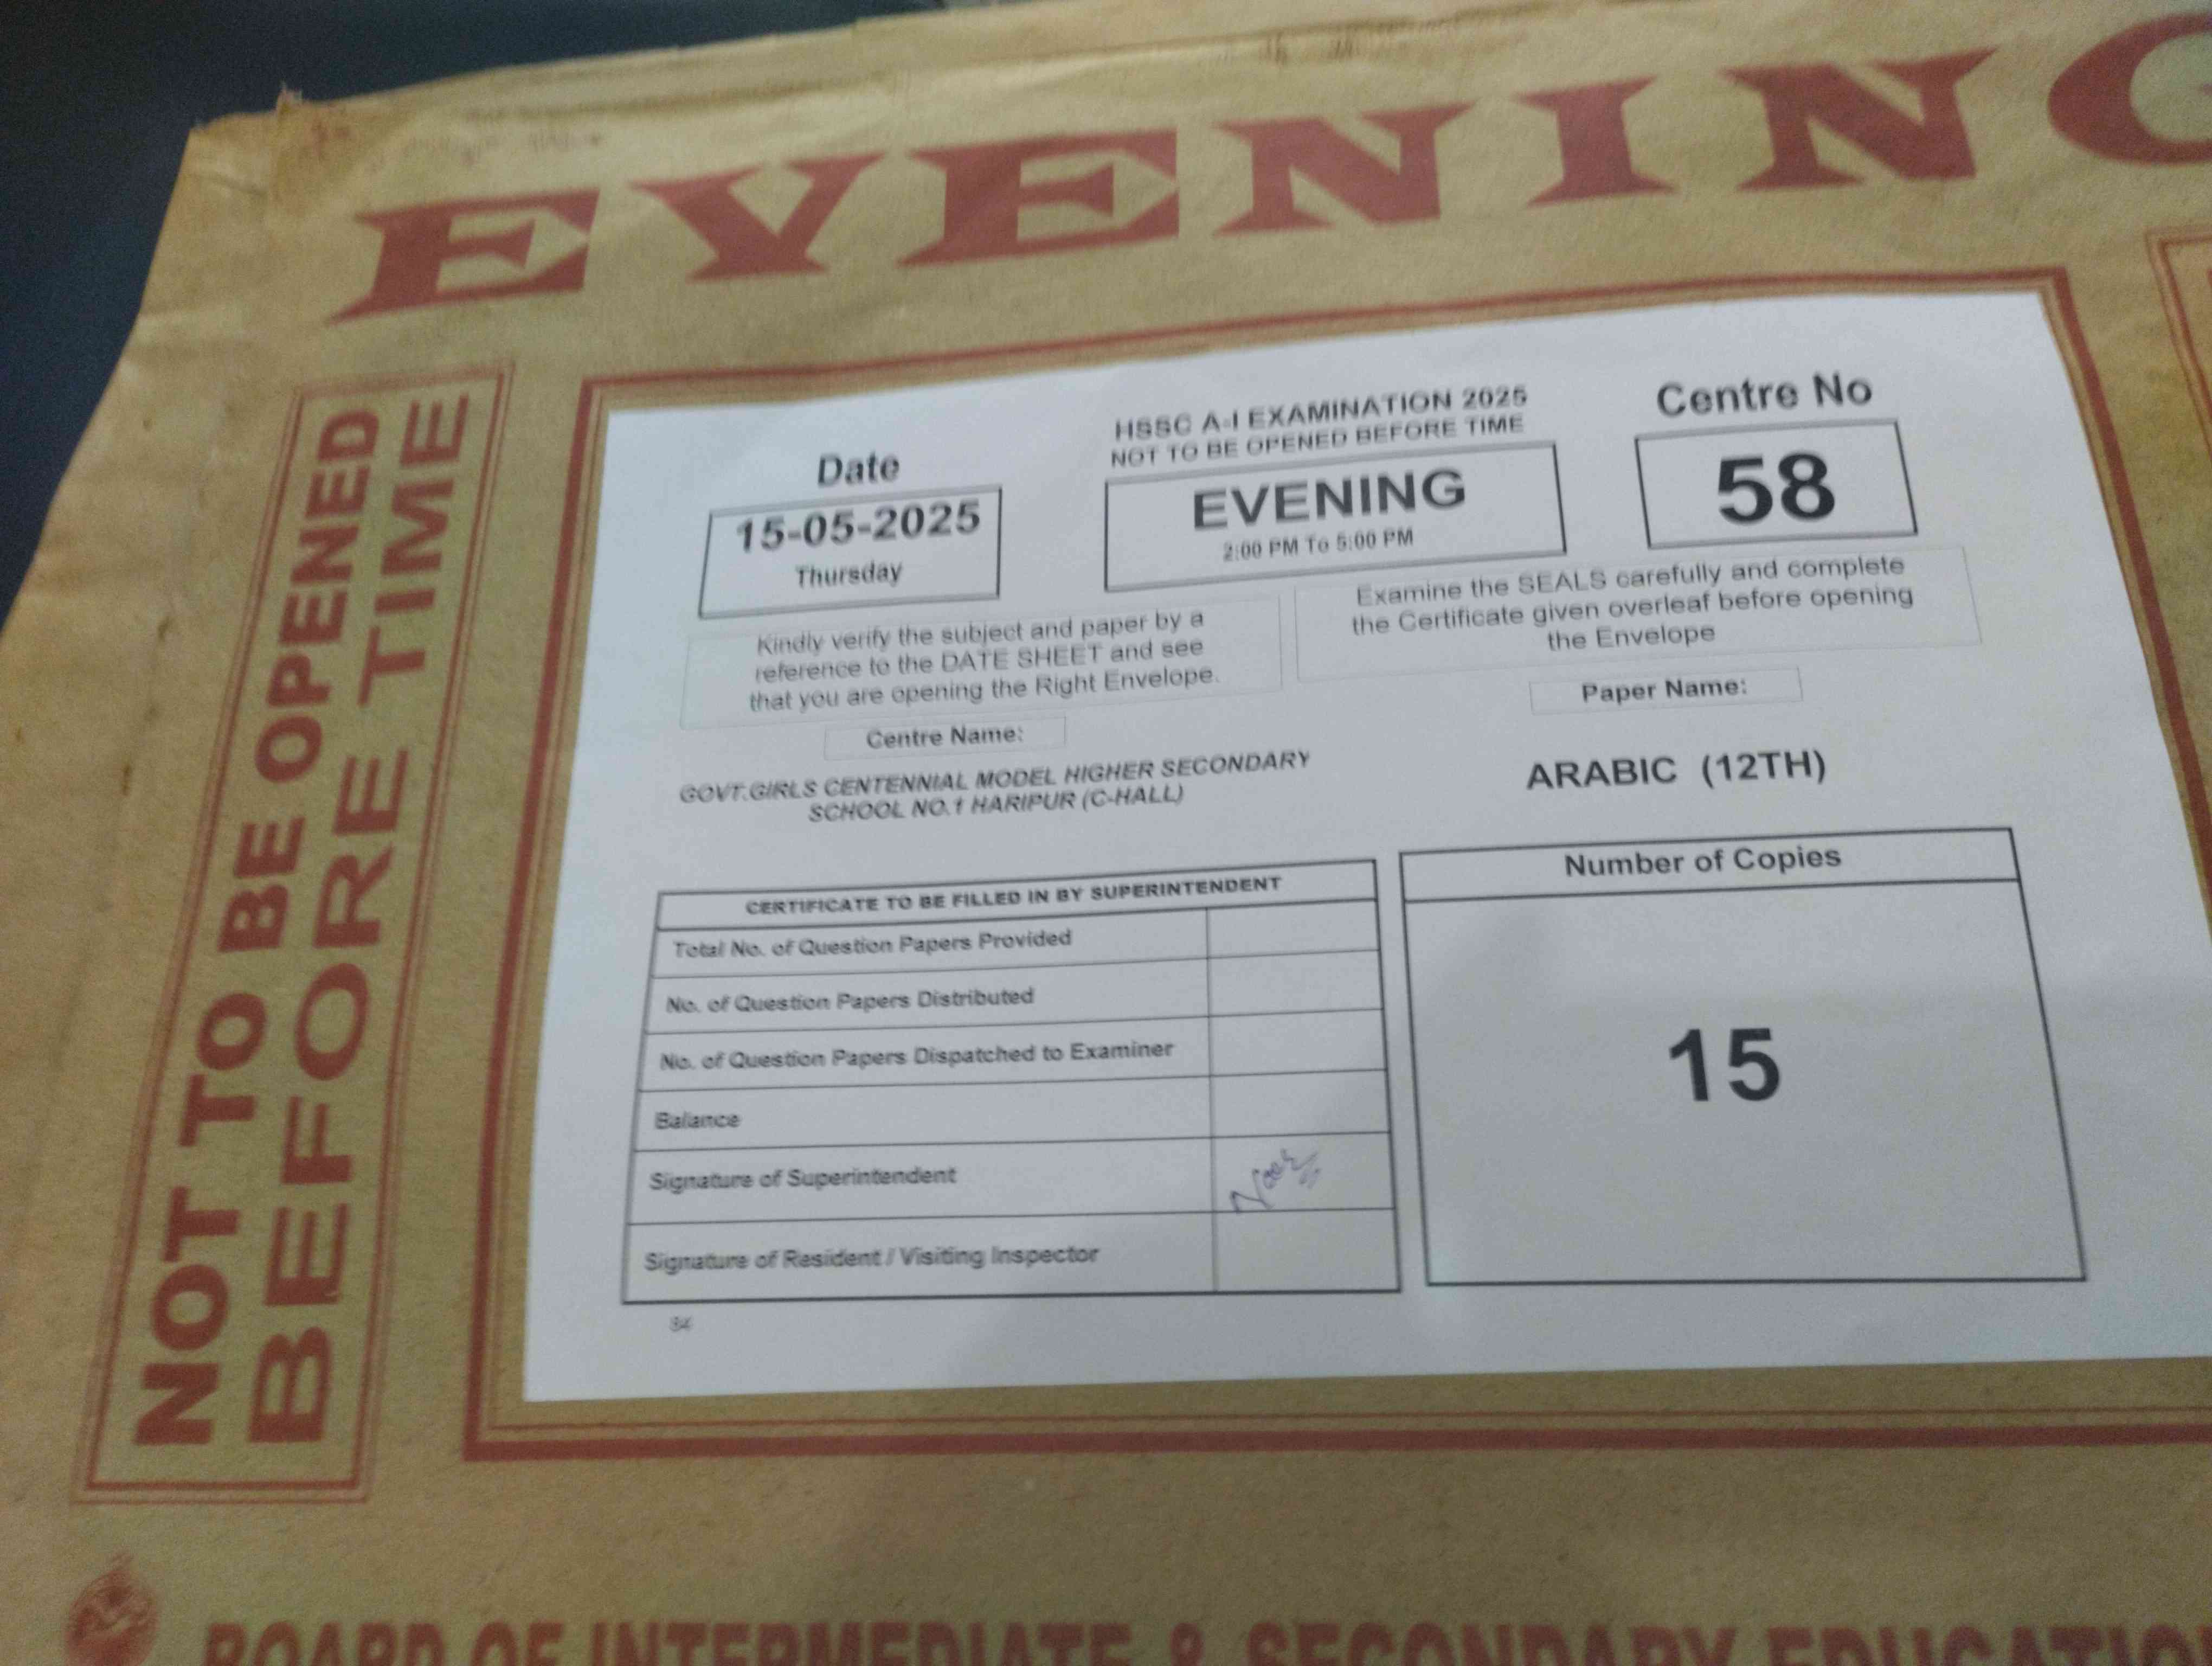 EVENING
NOT TO BE OPENED
BEFORE TIME
HSSC A-I EXAMINATION 2025
NOT TO BE OPENED BEFORE TIME
Date
15-05-2025
Thursday
EVENING
2:00 PM To 5:00 PM
Centre No
58
Kindly verify the subject and paper by a
reference to the DATE SHEET and see
that you are opening the Right Envelope.
Examine the SEALS carefully and complete
the Certificate given overleaf before opening
the Envelope
Centre Name:
GOVT.GIRLS CENTENNIAL MODEL HIGHER SECONDARY
SCHOOL NO.1 HARIPUR (C-HALL)
Paper Name:
ARABIC (12TH)
CERTIFICATE TO BE FILLED IN BY SUPERINTENDENT
Total No. of Question Papers Provided
No. of Question Papers Distributed
No. of Question Papers Dispatched to Examiner
Balance
Signature of Superintendent
Signature of Resident / Visiting Inspector
Number of Copies
15
84
BOARD OF INTERMEDIATE & SECONDARY EDUCATIO